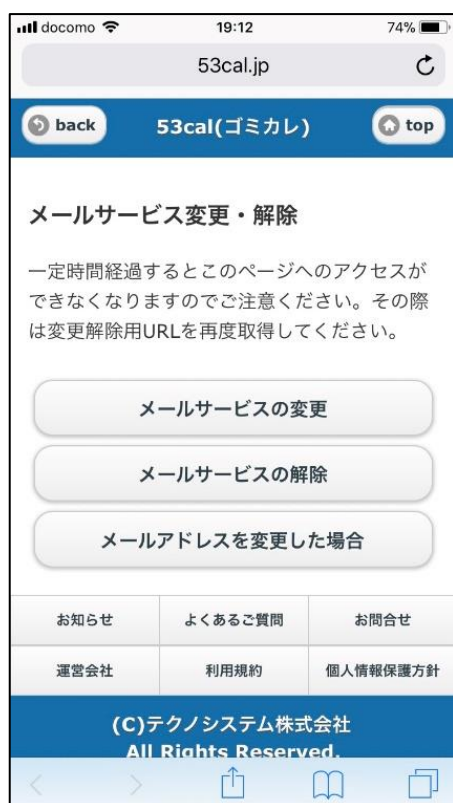 docomo 19:12 74%
53cal.jp
back 53cal(ゴミカレ) top
メールサービス変更・解除
一定時間経過するとこのページへのアクセスが
できなくなりますのでご注意ください。その際
は変更解除用URLを再度取得してください。
メールサービスの変更
メールサービスの解除
メールアドレスを変更した場合
お知らせ よくあるご質問 お問合せ
運営会社 利用規約 個人情報保護方針
(C)テクノシステム株式会社
All Rights Reserved.